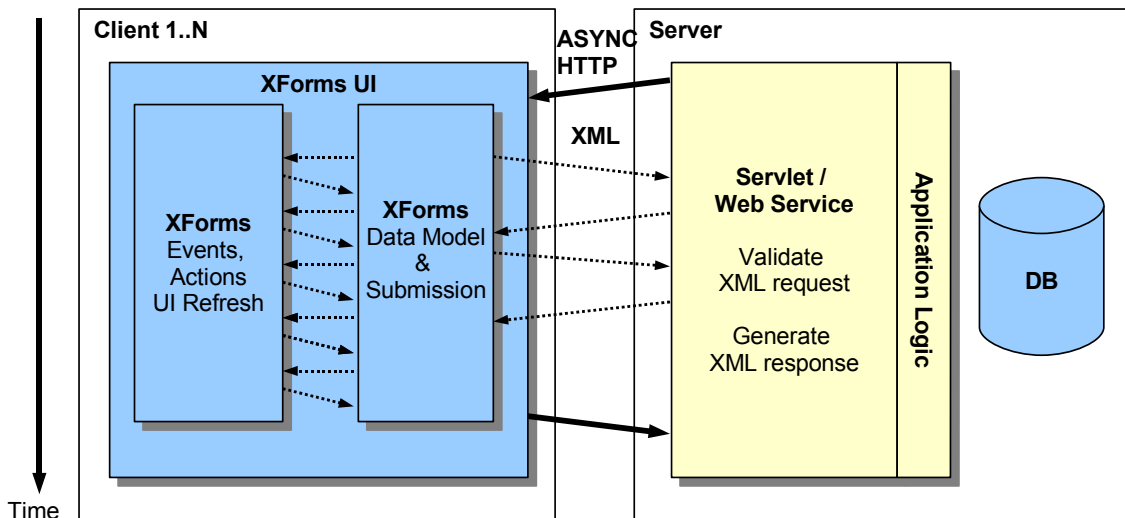 Client 1..N
ASYNC
HTTP
Server
XForms UI
XML
XForms
Events,
Actions
UI Refresh
XForms
Data Model
&
Submission
Servlet /
Web Service
Validate
XML request
Generate
XML response
Application Logic
DB
Time